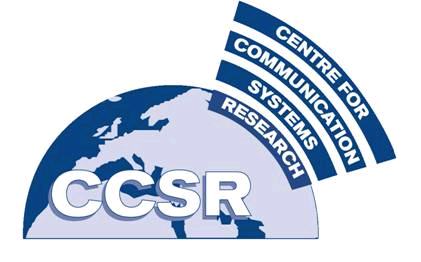 CENTRE FOR
COMMUNICATION
SYSTEMS
RESEARCH
CCSR